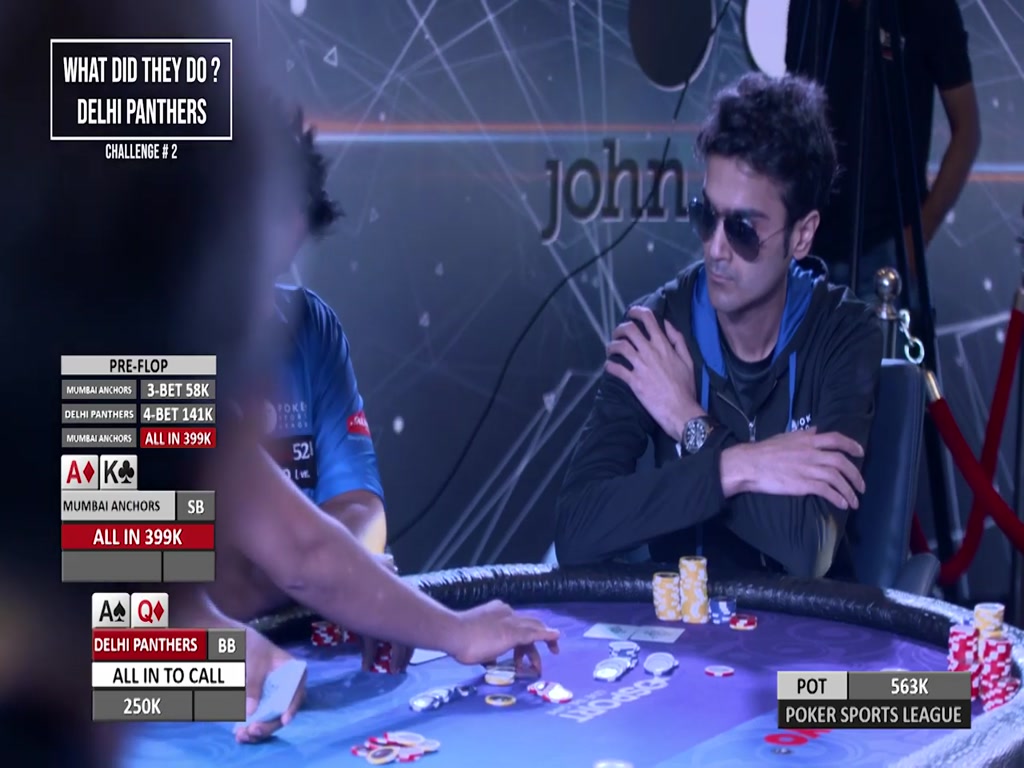 WHAT DID THEY DO ?
DELHI PANTHERS
CHALLENGE # 2
john
PRE-FLOP
MUMBAI ANCHORS 3-BET 58K
DELHI PANTHERS 4-BET 141K
MUMBAI ANCHORS ALL IN 399K
A♦ K♣
MUMBAI ANCHORS SB
ALL IN 399K
A♠ Q♦
DELHI PANTHERS BB
ALL IN TO CALL
250K
POT 563K
POKER SPORTS LEAGUE